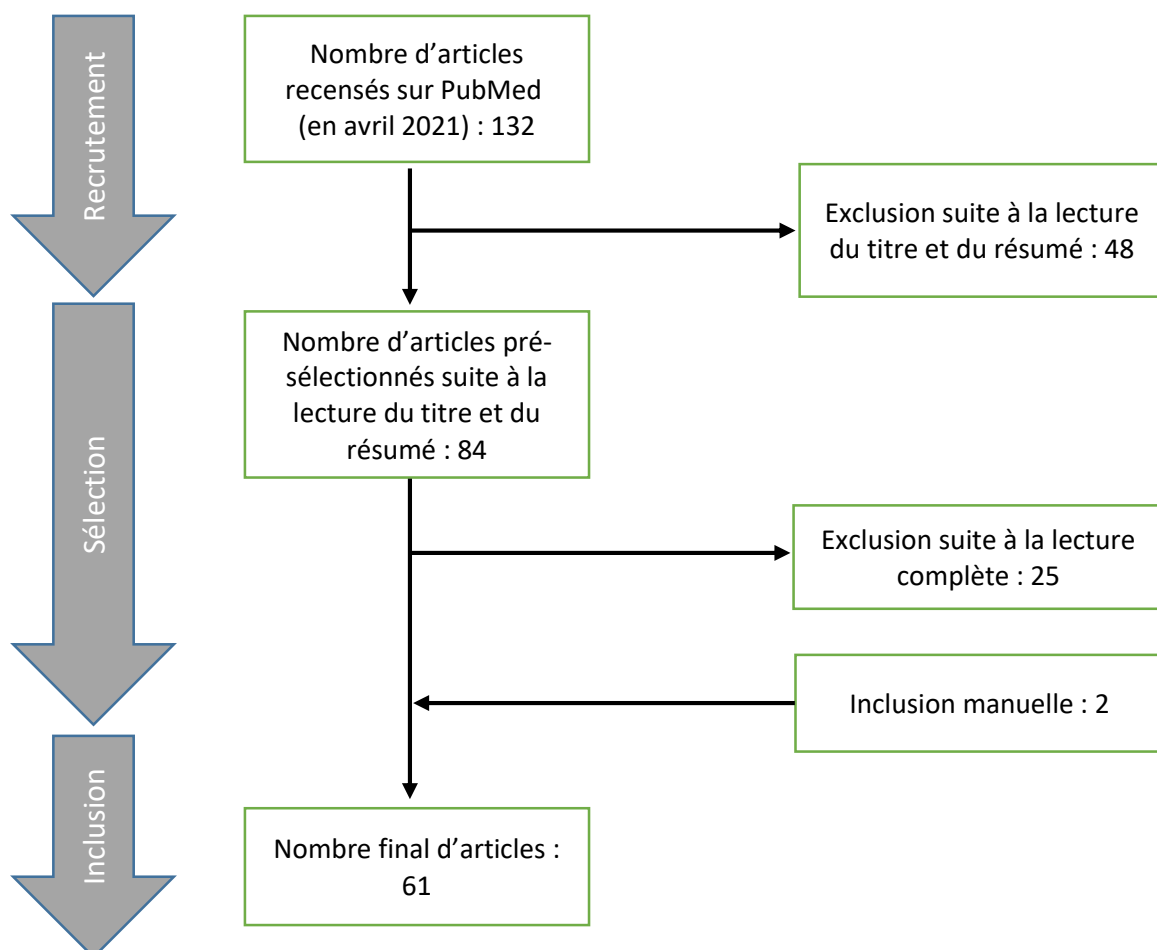 Recrutement
Nombre d’articles
recensés sur PubMed
(en avril 2021) : 132
Exclusion suite à la lecture
du titre et du résumé : 48
Sélection
Nombre d’articles pré-
sélectionnés suite à la
lecture du titre et du
résumé : 84
Exclusion suite à la lecture
complète : 25
Inclusion manuelle : 2
Inclusion
Nombre final d’articles :
61